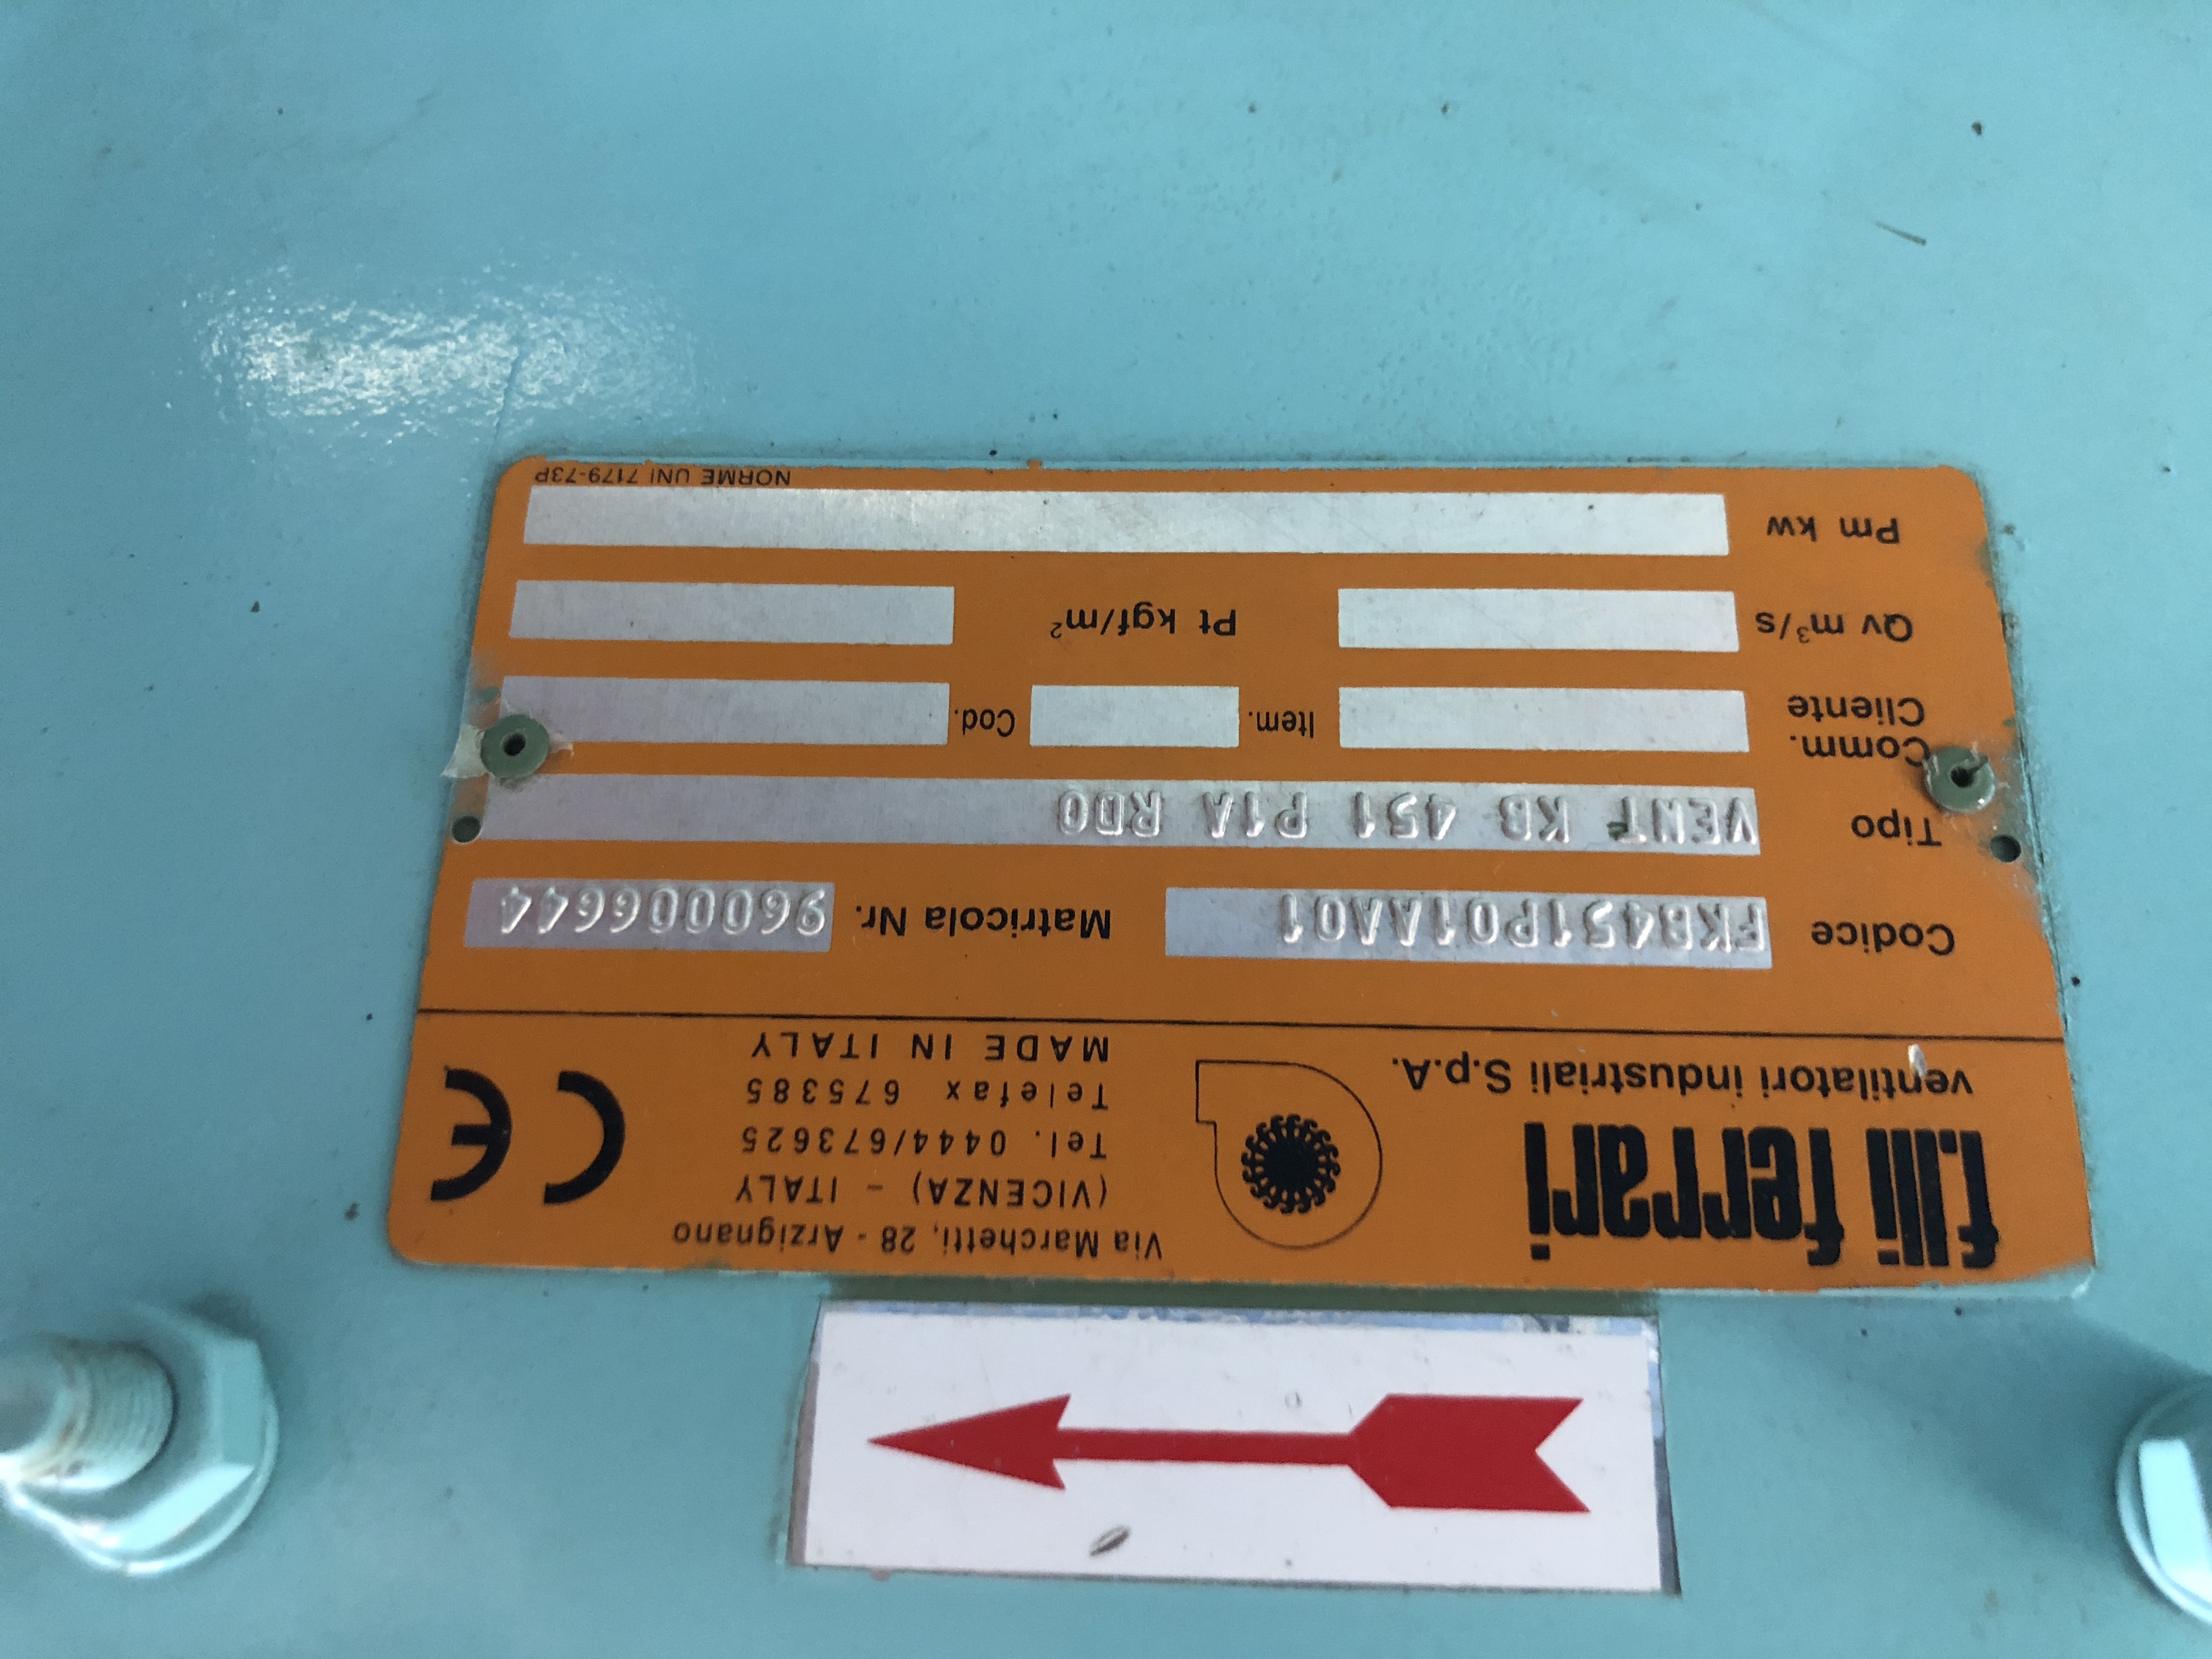 f.lli ferrari
ventilatori industriali S.p.A.
Via Marchetti, 28 - Arzignano
(VICENZA) - ITALY
Tel. 0444/673625
Telefax 675385
MADE IN ITALY
CE
Codice FKB451P01AA01 Matricola Nr. 960006644
Tipo VENT KB 451 P1A RD0
Comm. Cliente Item. Cod.
Qv m³/s Pt kgf/m²
Pm kw
NORME UNI 7179-73P